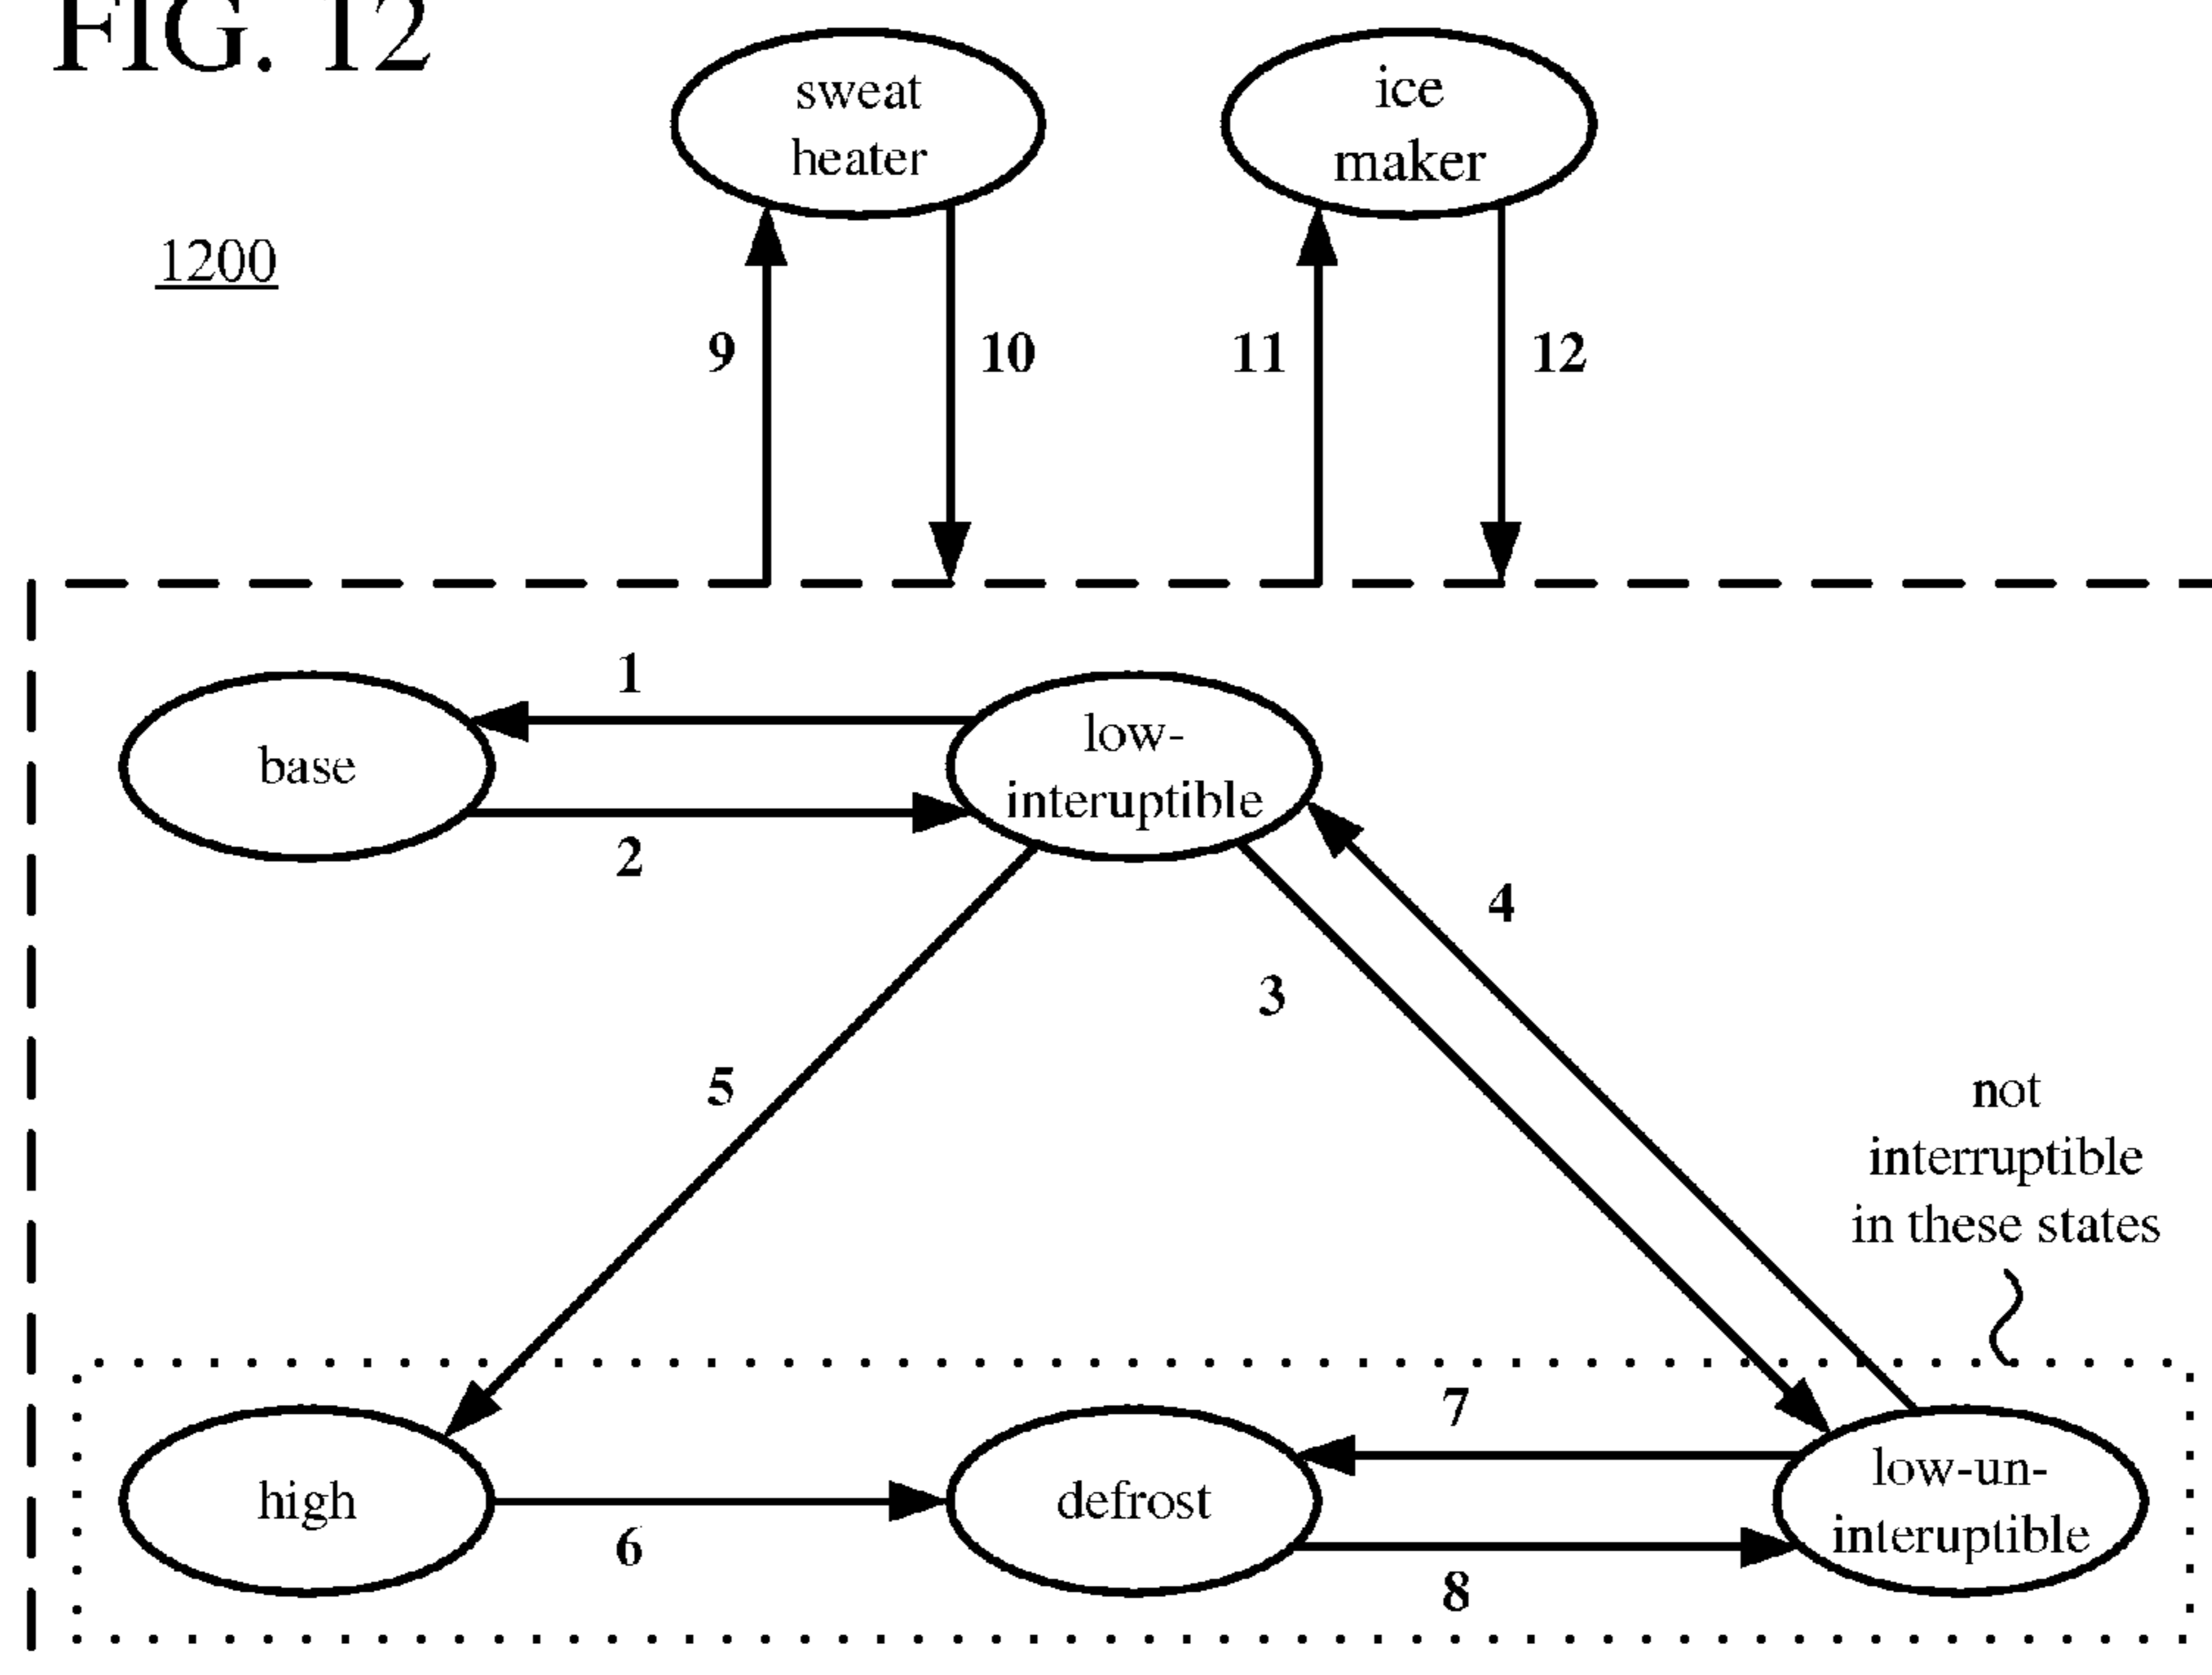 FIG. 12
sweat
heater
ice
maker
1200
9
10
11
12
1
base
low-
interuptible
2
4
3
5
not
interruptible
in these states
7
high
defrost
low-un-
interuptible
6
8